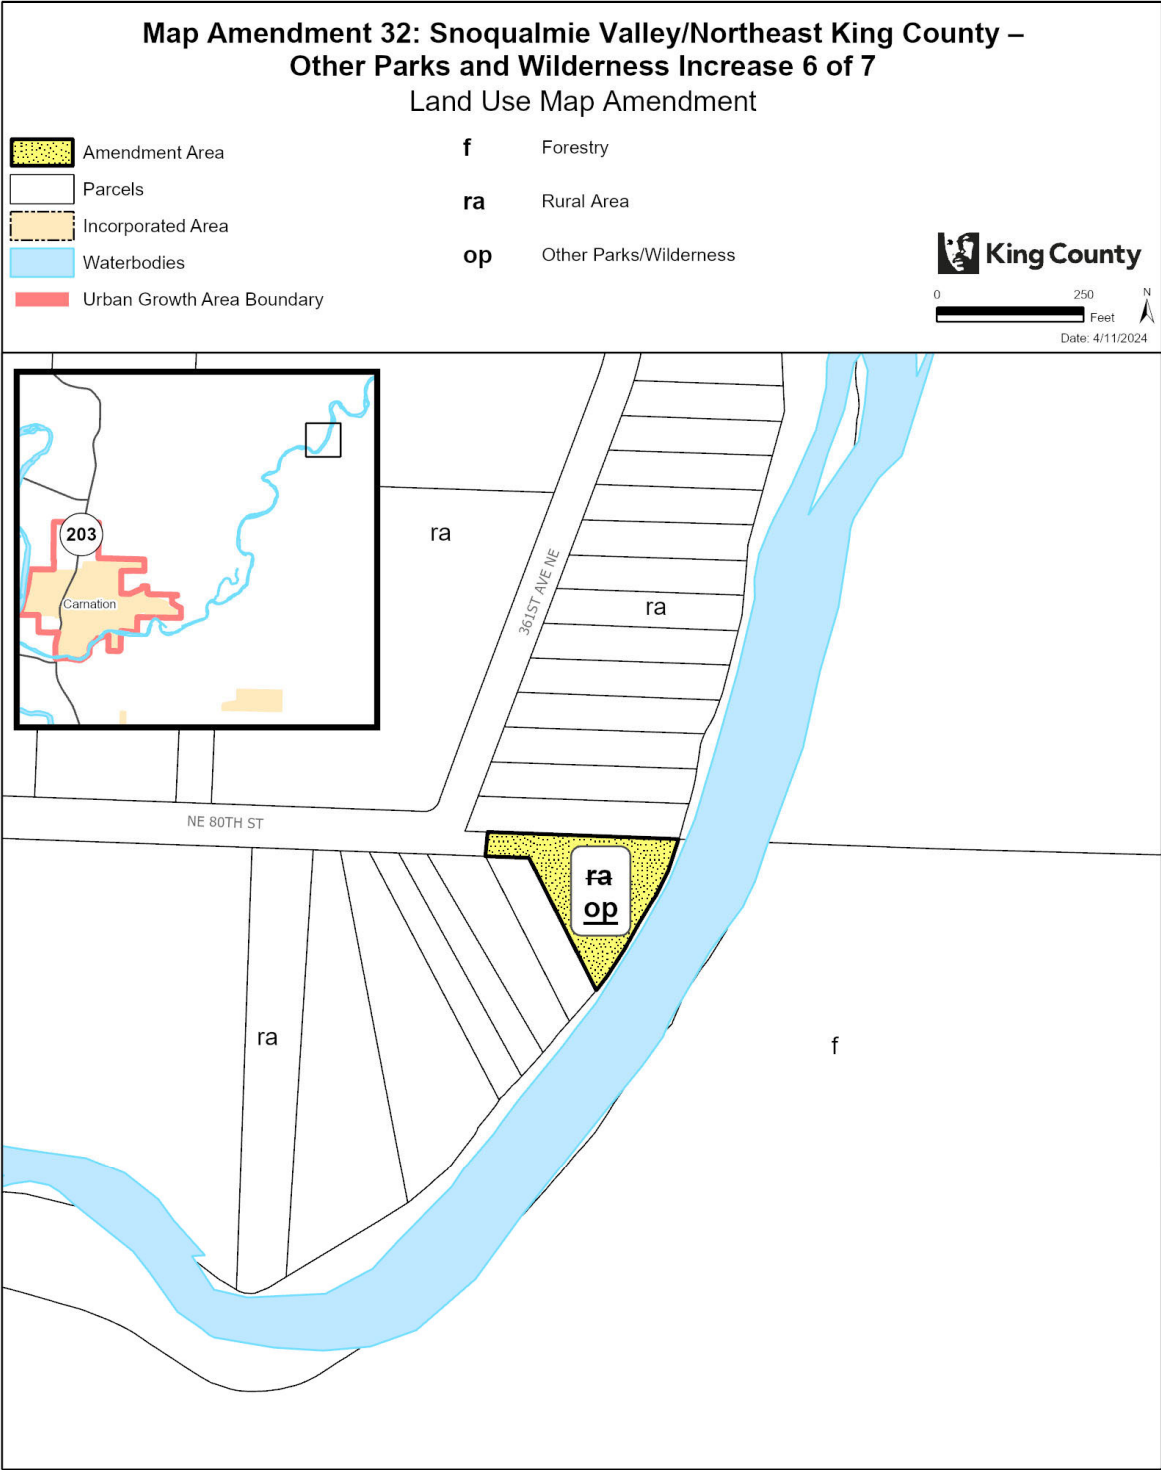 Map Amendment 32: Snoqualmie Valley/Northeast King County –
Other Parks and Wilderness Increase 6 of 7
Land Use Map Amendment
Amendment Area
Parcels
Incorporated Area
Waterbodies
Urban Growth Area Boundary
f Forestry
ra Rural Area
op Other Parks/Wilderness
King County
0 250
Feet
N
Date: 4/11/2024
203
Carnation
ra
361ST AVE NE
ra
NE 80TH ST
ra
op
ra
f